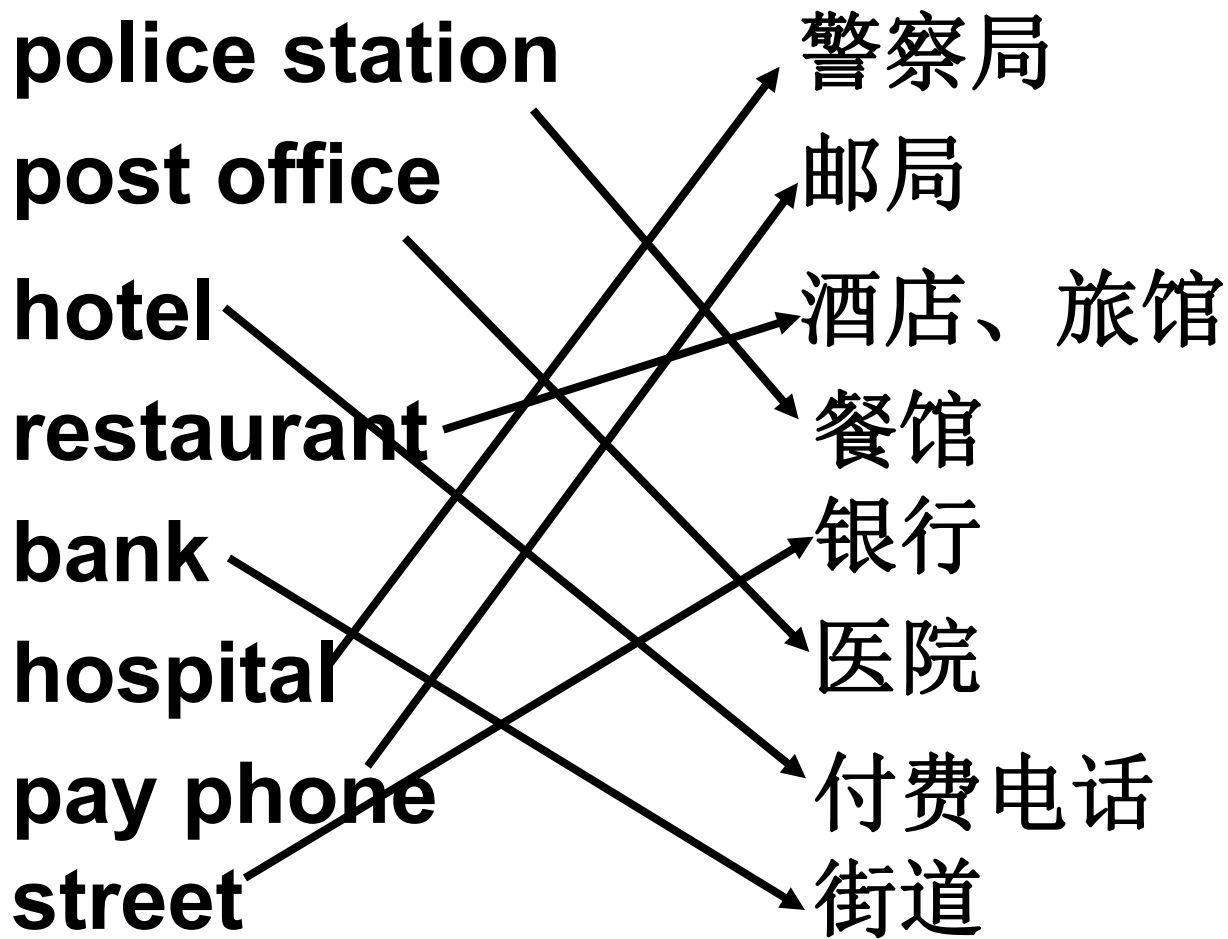 police station 警察局
post office 邮局
hotel 酒店、旅馆
restaurant 餐馆
bank 银行
hospital 医院
pay phone 付费电话
street 街道